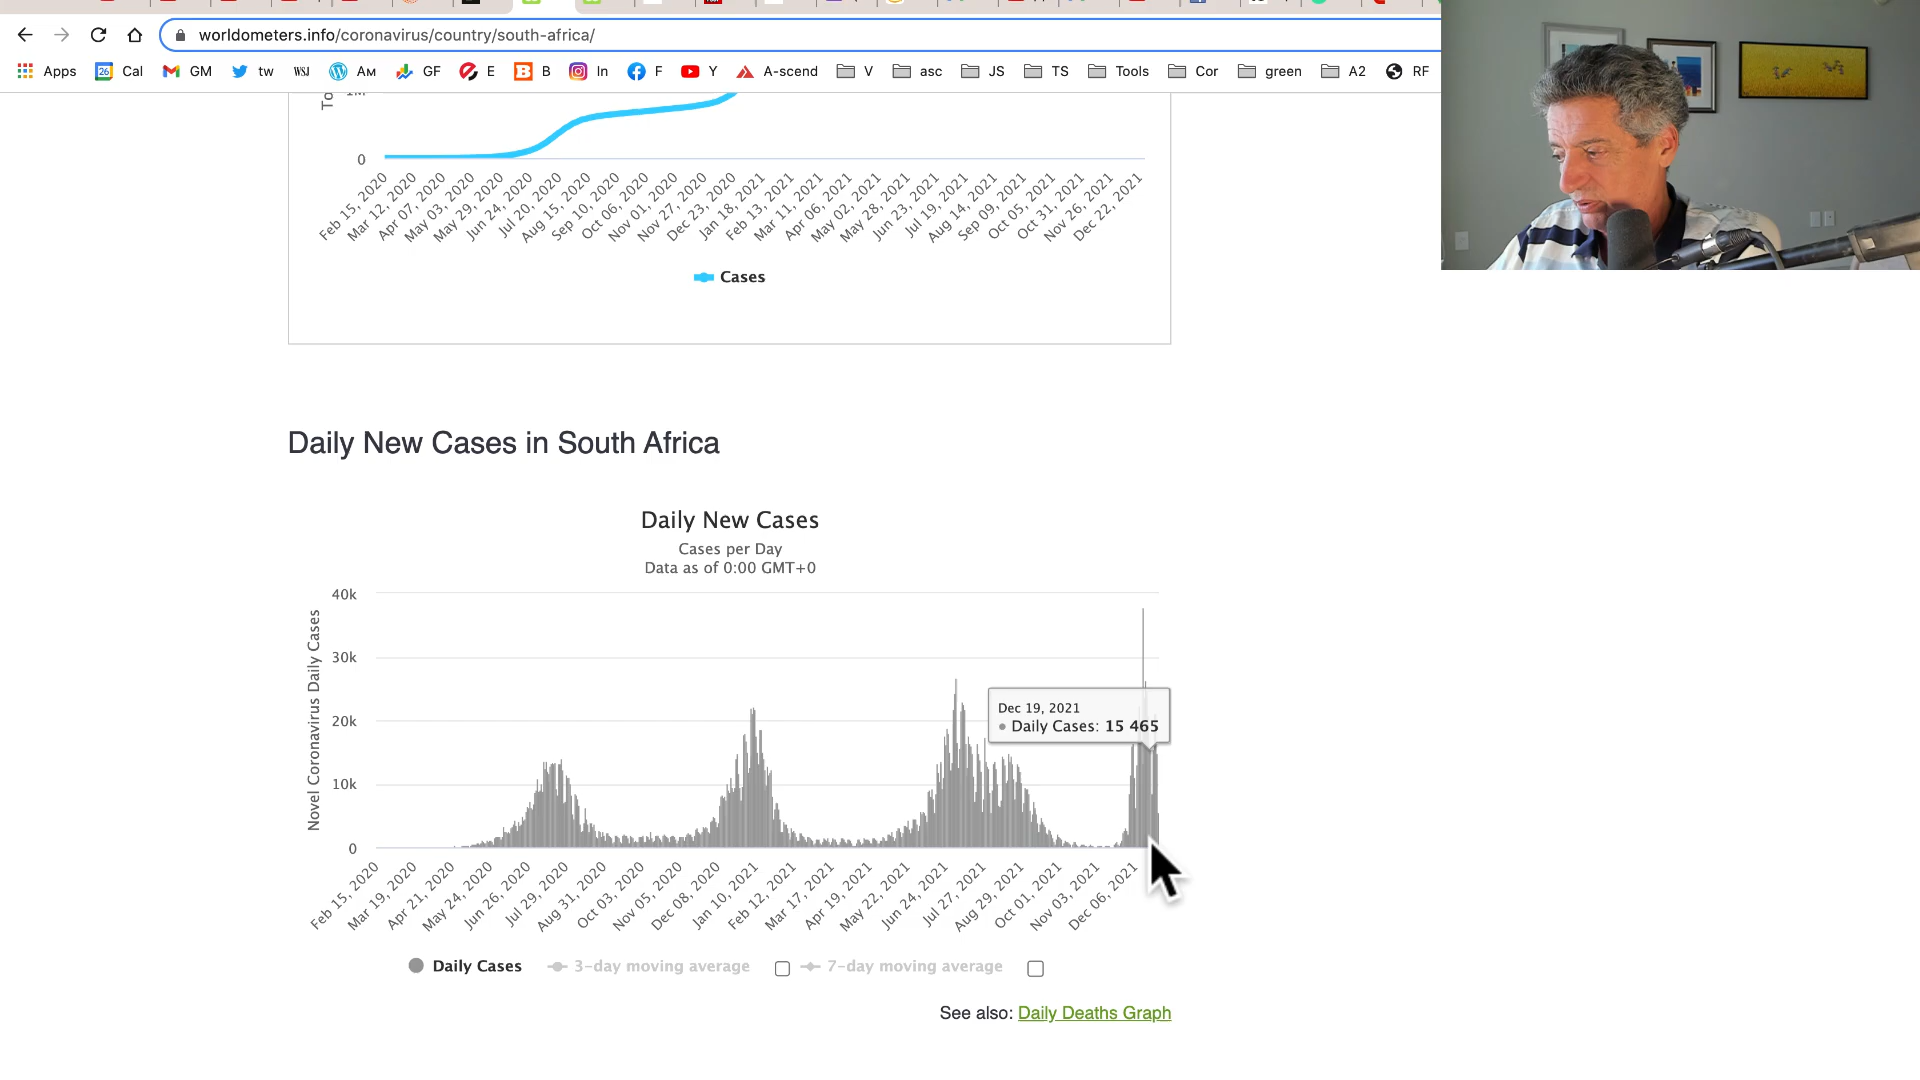 worldometers.info/coronavirus/country/south-africa/
Apps 26 Cal GM tw WSJ AM GF E B In F Y A-scend V asc JS TS Tools Cor green A2 RF
To
1M
0
Feb 15, 2020 Mar 12, 2020 Apr 07, 2020 May 03, 2020 May 29, 2020 Jun 24, 2020 Jul 20, 2020 Aug 15, 2020 Sep 10, 2020 Oct 06, 2020 Nov 01, 2020 Nov 27, 2020 Dec 23, 2020 Jan 18, 2021 Feb 13, 2021 Mar 11, 2021 Apr 06, 2021 May 02, 2021 May 28, 2021 Jun 23, 2021 Jul 19, 2021 Aug 14, 2021 Sep 09, 2021 Oct 05, 2021 Oct 31, 2021 Nov 26, 2021 Dec 22, 2021
Cases
Daily New Cases in South Africa
Daily New Cases
Cases per Day
Data as of 0:00 GMT+0
Novel Coronavirus Daily Cases
40k
30k
20k
10k
0
Dec 19, 2021
Daily Cases: 15 465
Feb 15, 2020 Mar 19, 2020 Apr 21, 2020 May 24, 2020 Jun 26, 2020 Jul 29, 2020 Aug 31, 2020 Oct 03, 2020 Nov 05, 2020 Dec 08, 2020 Jan 10, 2021 Feb 12, 2021 Mar 17, 2021 Apr 19, 2021 May 22, 2021 Jun 24, 2021 Jul 27, 2021 Aug 29, 2021 Oct 01, 2021 Nov 03, 2021 Dec 06, 2021
Daily Cases 3-day moving average 7-day moving average
See also: Daily Deaths Graph